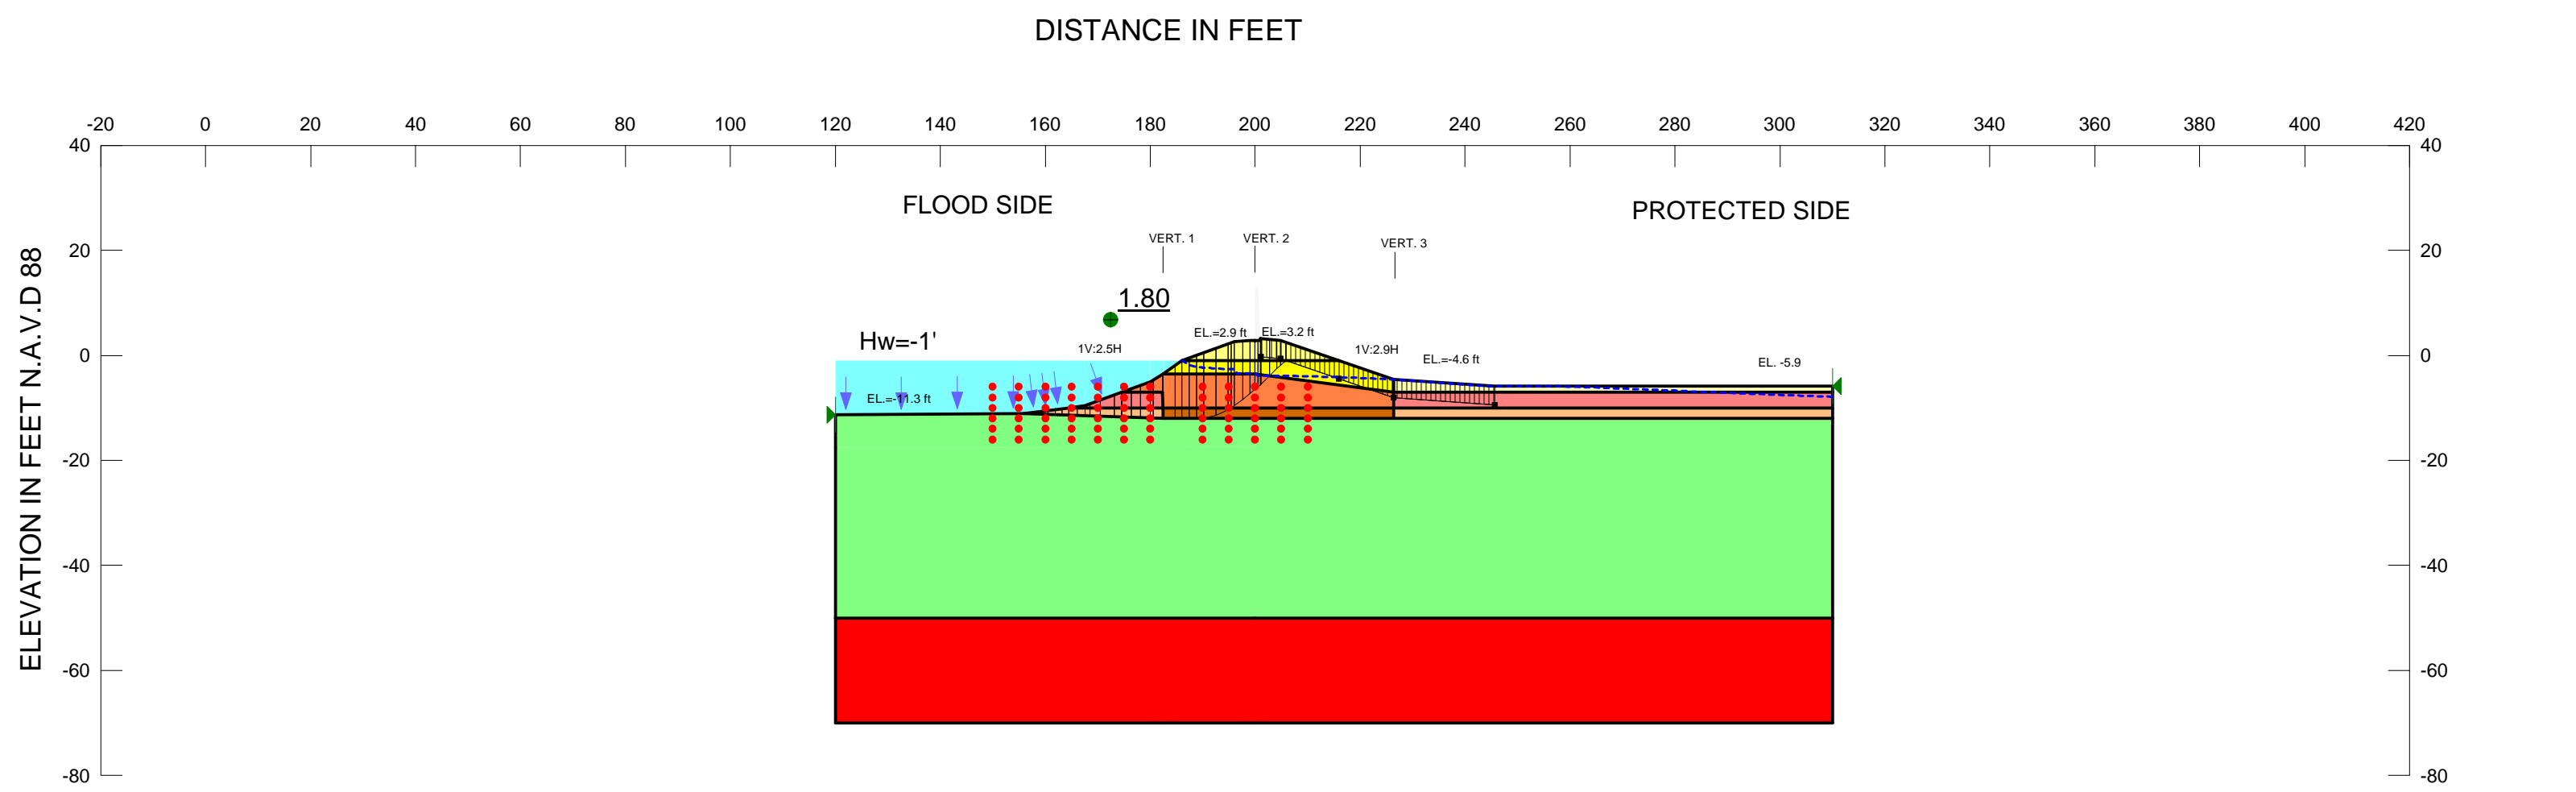 DISTANCE IN FEET
-20 0 20 40 60 80 100 120 140 160 180 200 220 240 260 280 300 320 340 360 380 400 420
40 40
FLOOD SIDE
PROTECTED SIDE
VERT. 1 VERT. 2 VERT. 3
20 20
1.80
EL.=2.9 ft EL.=3.2 ft
Hw=-1'
1V:2.5H
1V:2.9H
EL.=-4.6 ft
EL. -5.9
0 0
EL.=-11.3 ft
-20 -20
-40 -40
-60 -60
-80 -80
ELEVATION IN FEET N.A.V.D 88